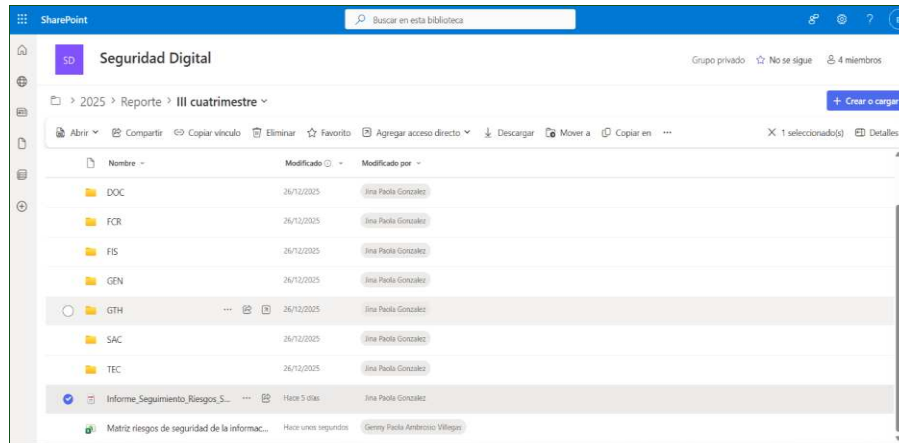 SharePoint
Buscar en esta biblioteca
SD
Seguridad Digital
Grupo privado No se sigue 4 miembros
2025 > Reporte > III cuatrimestre
+ Crear o cargar
Abrir Compartir Copiar vínculo Eliminar Favorito Agregar acceso directo Descargar Mover a Copiar en ... X 1 seleccionado(s) Detalles
Nombre Modificado Modificado por
DOC 26/12/2025 Jina Paola Gonzalez
FCR 26/12/2025 Jina Paola Gonzalez
FIS 26/12/2025 Jina Paola Gonzalez
GEN 26/12/2025 Jina Paola Gonzalez
GTH ... 26/12/2025 Jina Paola Gonzalez
SAC 26/12/2025 Jina Paola Gonzalez
TEC 26/12/2025 Jina Paola Gonzalez
Informe_Seguimiento_Riesgos_S... ... Hace 5 días Jina Paola Gonzalez
Matriz riesgos de seguridad de la informac... Hace unos segundos Genny Paola Ambrosio Villegas